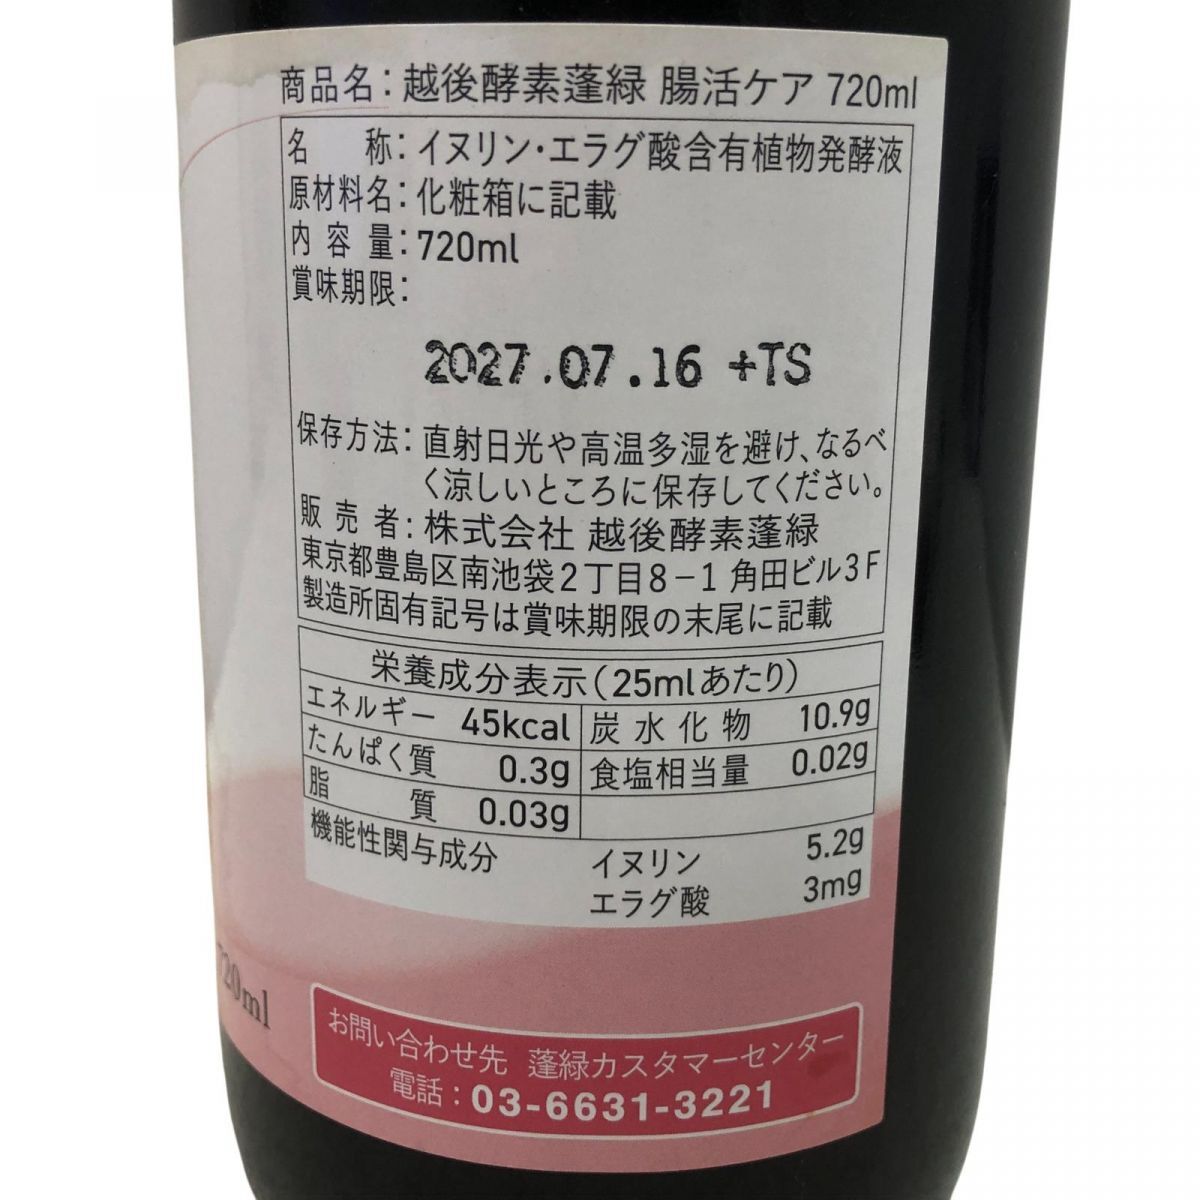 商品名：越後酵素蓬緑 腸活ケア 720ml
名　称：イヌリン・エラグ酸含有植物発酵液
原材料名：化粧箱に記載
内容量：720ml
賞味期限：
2027.07.16 +TS
保存方法：直射日光や高温多湿を避け、なるべ
く涼しいところに保存してください。
販売者：株式会社 越後酵素蓬緑
東京都豊島区南池袋2丁目8-1 角田ビル3F
製造所固有記号は賞味期限の末尾に記載
栄養成分表示（25mlあたり）
エネルギー 45kcal 炭水化物 10.9g
たんぱく質 0.3g 食塩相当量 0.02g
脂質 0.03g
機能性関与成分 イヌリン 5.2g
エラグ酸 3mg
720ml
お問い合わせ先 蓬緑カスタマーセンター
電話：03-6631-3221